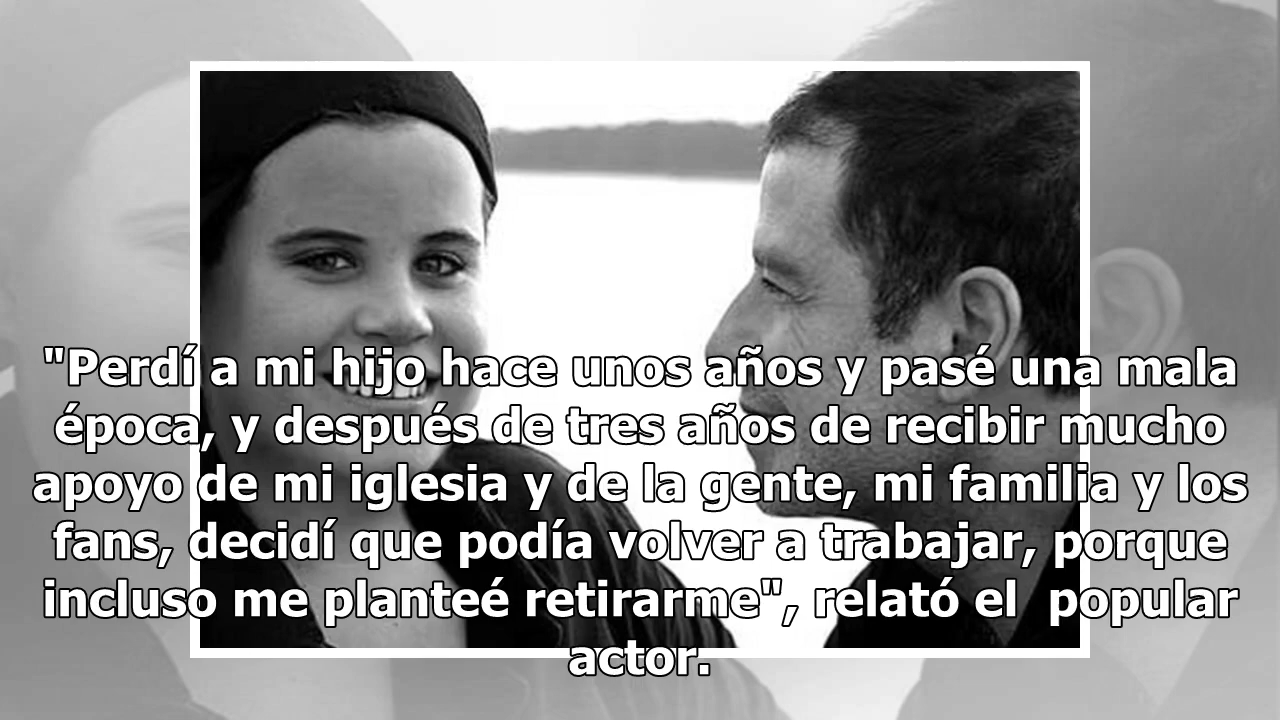 "Perdí a mi hijo hace unos años y pasé una mala
época, y después de tres años de recibir mucho
apoyo de mi iglesia y de la gente, mi familia y los
fans, decidí que podía volver a trabajar, porque
incluso me planteé retirarme", relató el  popular
actor.